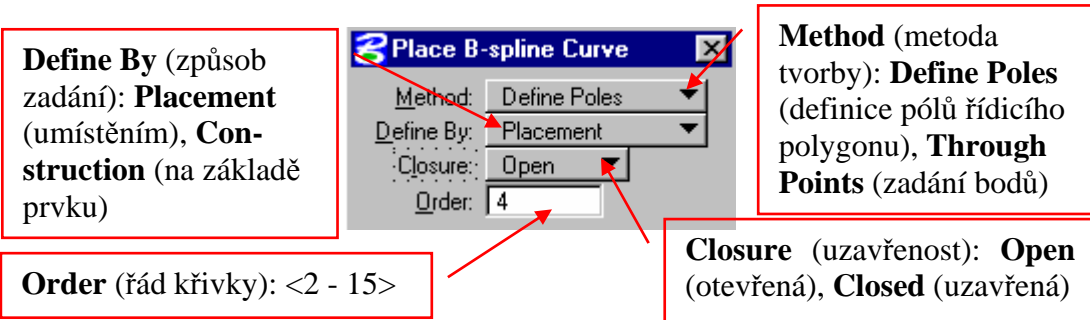 Define By (způsob
zadání): Placement
(umístěním), Con-
struction (na základě
prvku)
Place B-spline Curve
Method: Define Poles
Define By: Placement
Closure: Open
Order: 4
Method (metoda
tvorby): Define Poles
(definice pólů řídicího
polygonu), Through
Points (zadání bodů)
Order (řád křivky): <2 - 15>
Closure (uzavřenost): Open
(otevřená), Closed (uzavřená)